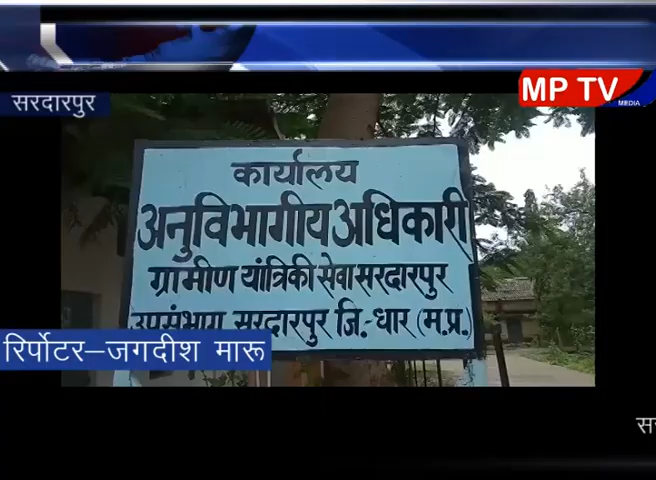 सरदारपुर
MP TV
MEDIA
कार्यालय
अनुविभागीय अधिकारी
ग्रामीण यांत्रिकी सेवा सरदारपुर
उपसंभाग सरदारपुर जि.-धार (म.प्र.)
रिर्पोटर–जगदीश मारू